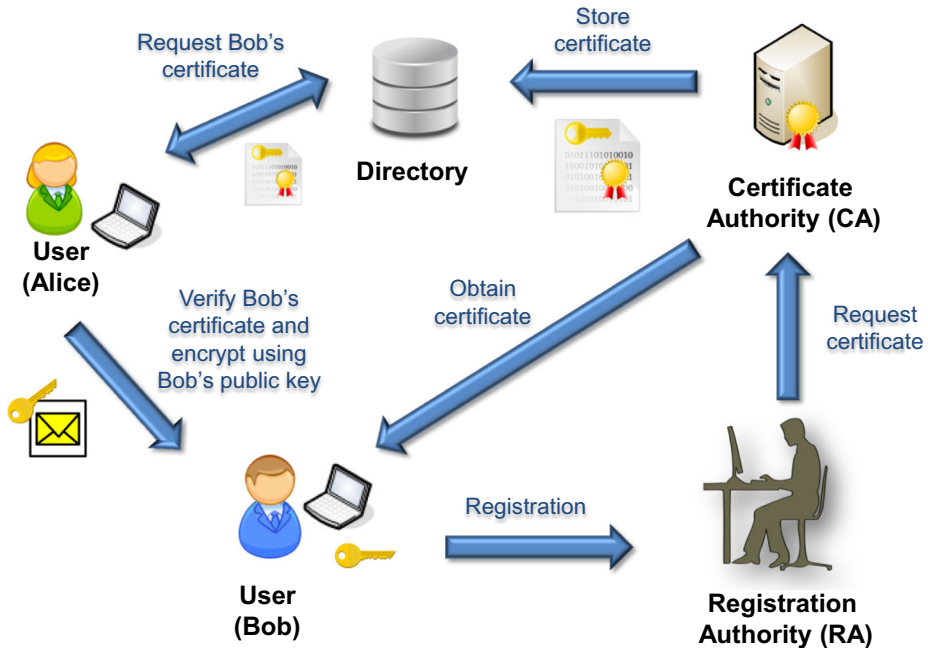 Request Bob's
certificate
Store
certificate
Directory
01011101010010
Certificate
Authority (CA)
User
(Alice)
Verify Bob's
certificate and
encrypt using
Bob's public key
Obtain
certificate
Request
certificate
Registration
User
(Bob)
Registration
Authority (RA)